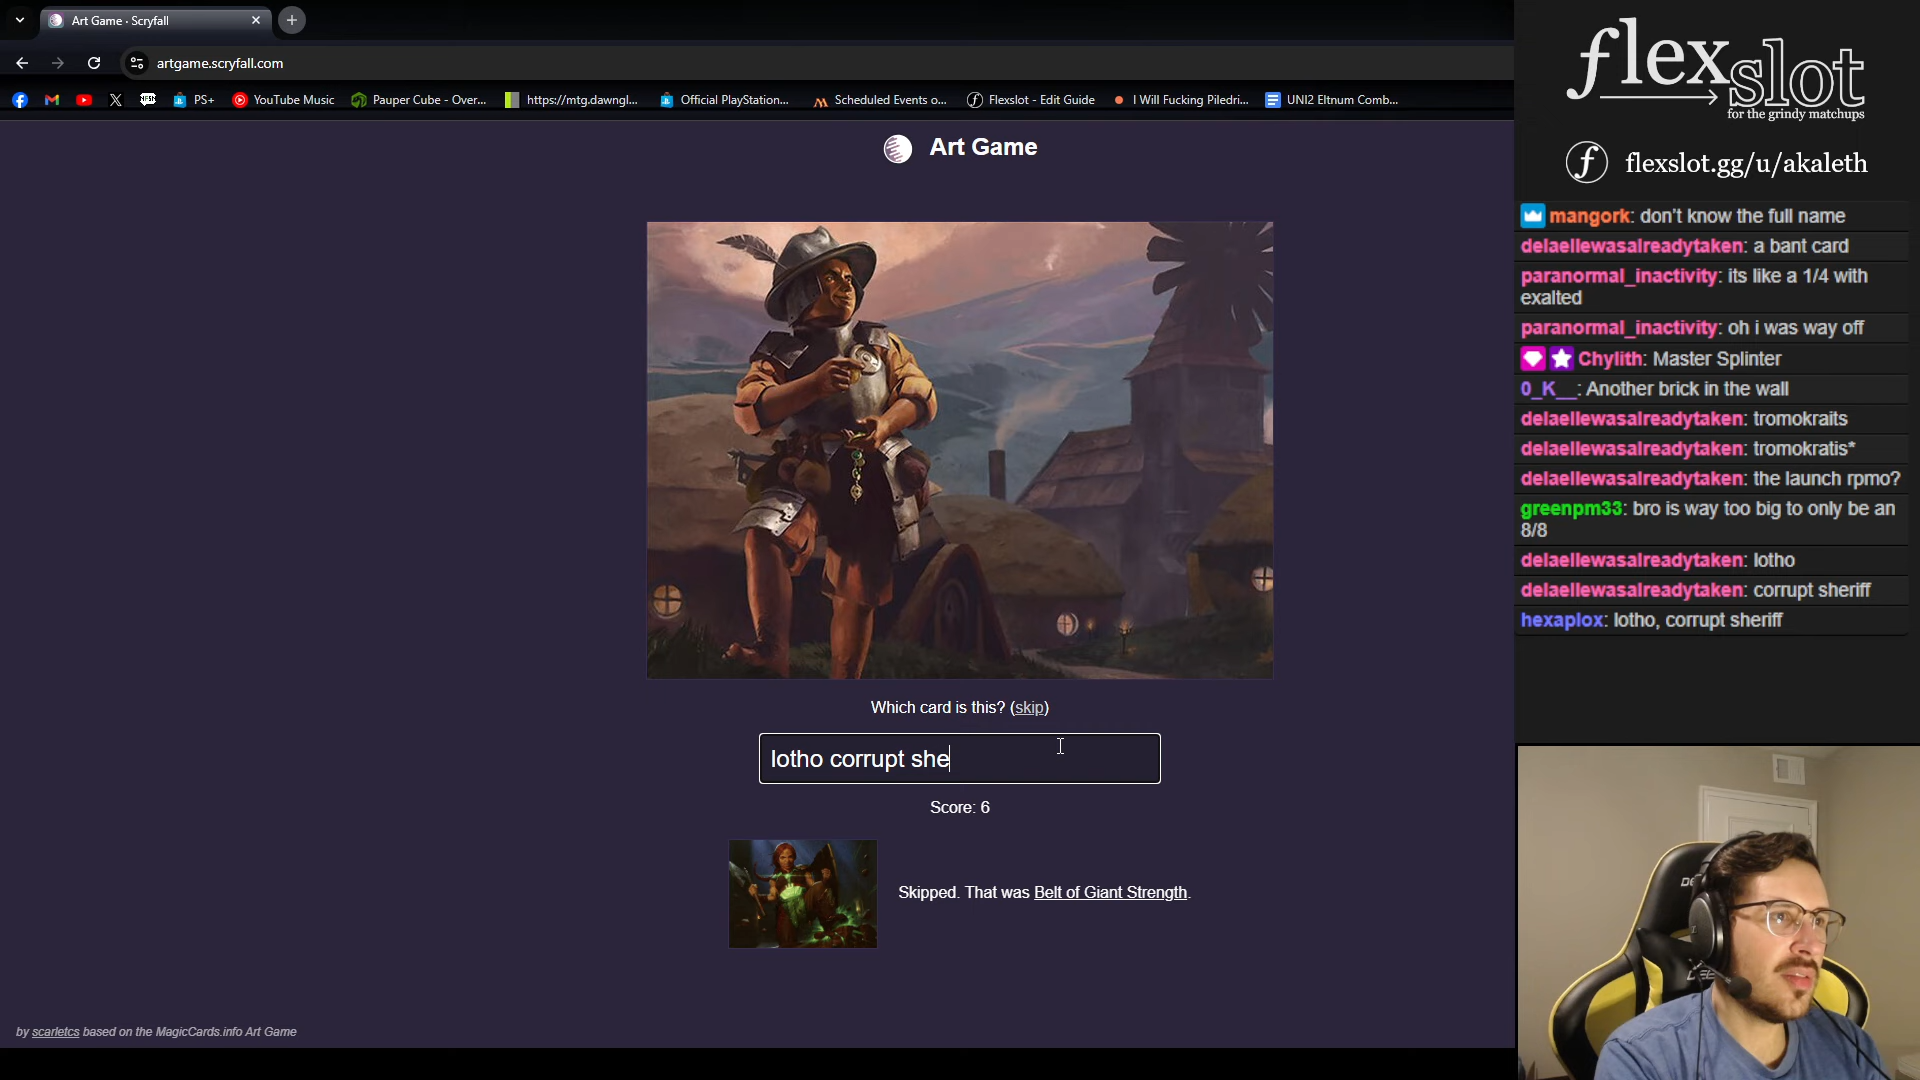 Art Game · Scryfall
artgame.scryfall.com
PS+
YouTube Music
Pauper Cube - Over...
https://mtg.dawngl...
Official PlayStation...
Scheduled Events o...
Flexslot - Edit Guide
I Will Fucking Piledri...
UNI2 Eltnum Comb...
Art Game
Which card is this? (skip)
lotho corrupt she
Score: 6
Skipped. That was Belt of Giant Strength.
by scarletcs based on the MagicCards.info Art Game
flexslot
for the grindy matchups
flexslot.gg/u/akaleth
mangork: don't know the full name
delaellewasalreadytaken: a bant card
paranormal_inactivity: its like a 1/4 with
exalted
paranormal_inactivity: oh i was way off
Chylith: Master Splinter
0_K__: Another brick in the wall
delaellewasalreadytaken: tromokraits
delaellewasalreadytaken: tromokratis*
delaellewasalreadytaken: the launch rpmo?
greenpm33: bro is way too big to only be an
8/8
delaellewasalreadytaken: lotho
delaellewasalreadytaken: corrupt sheriff
hexaplox: lotho, corrupt sheriff